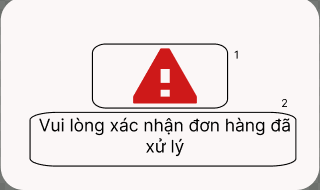 1
2
Vui lòng xác nhận đơn hàng đã
xử lý